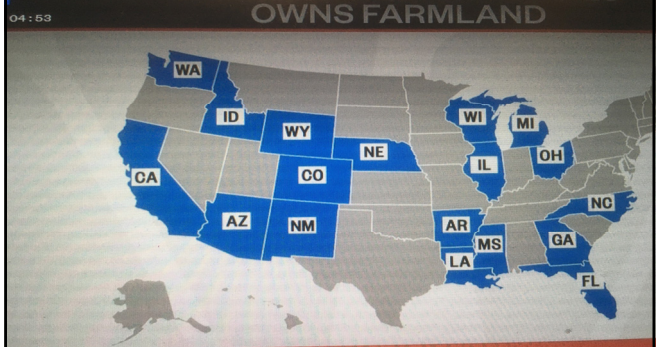 OWNS FARMLAND
04:53
WA
ID
WY
NE
WI
MI
IL
OH
CA
CO
AZ
NM
AR
MS
LA
GA
NC
FL